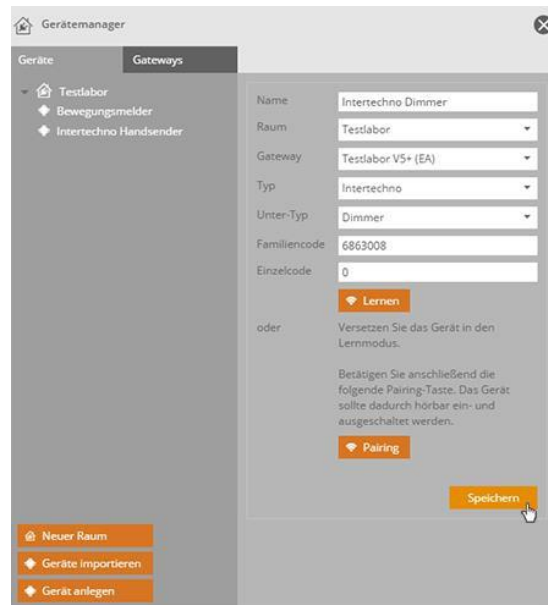 Gerätemanager
Geräte
Gateways
Testlabor
Bewegungsmelder
Intertechno Handsender
Name
Intertechno Dimmer
Raum
Testlabor
Gateway
Testlabor V5+ (EA)
Typ
Intertechno
Unter-Typ
Dimmer
Familiencode
6863008
Einzelcode
0
Lernen
oder
Versetzen Sie das Gerät in den
Lernmodus.
Betätigen Sie anschließend die
folgende Pairing-Taste. Das Gerät
sollte dadurch hörbar ein- und
ausgeschaltet werden.
Pairing
Speichern
Neuer Raum
Geräte importieren
Gerät anlegen